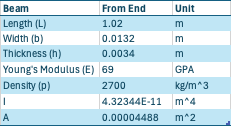 Beam From End Unit
Length (L) 1.02 m
Width (b) 0.0132 m
Thickness (h) 0.0034 m
Young's Modulus (E) 69 GPA
Density (p) 2700 kg/m^3
I 4.32344E-11 m^4
A 0.00004488 m^2